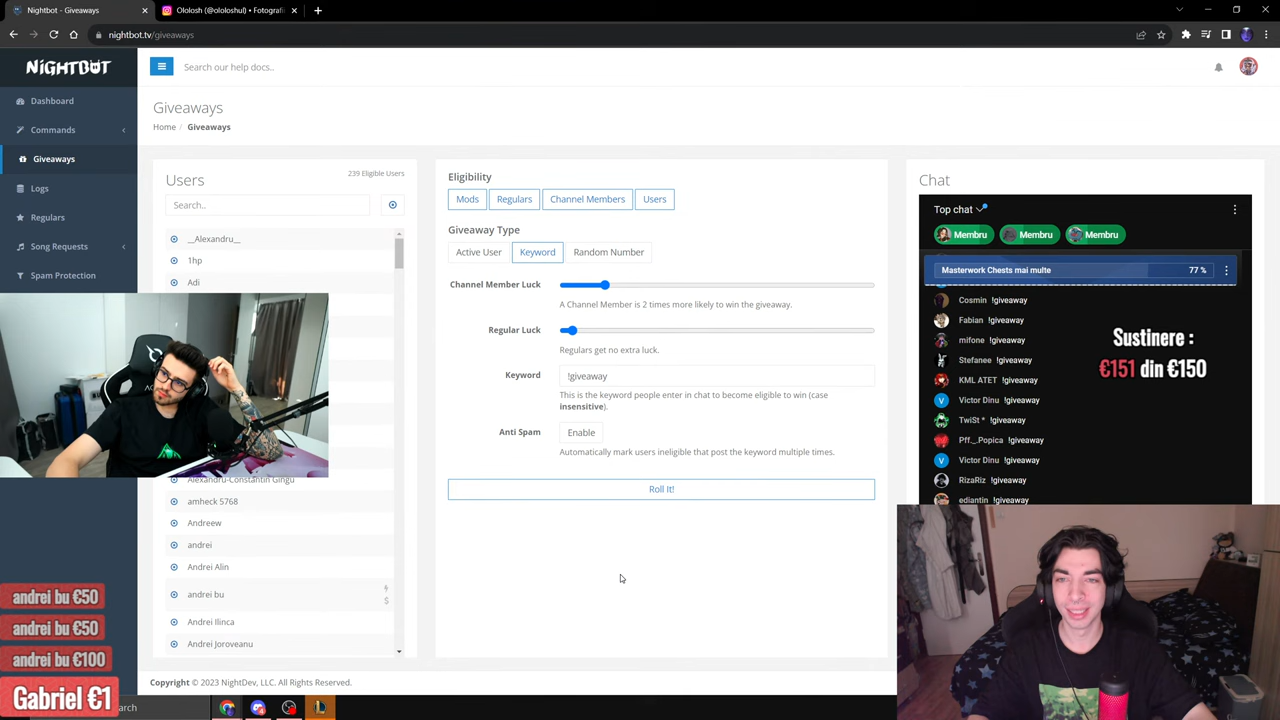 Nightbot - Giveaways
Ololosh (@ololoshul) • Fotografi
nightbot.tv/giveaways
NIGHTBOT
Search our help docs..
Dashboard
Commands
Giveaways
Logs
Regulars
Song Requests
Spam Protection
Giveaways
Home / Giveaways
Users
239 Eligible Users
Search..
__Alexandru__
1hp
Adi
Alexandru-Constantin Gingu
amheck 5768
Andreew
andrei
Andrei Alin
andrei bu
$
Andrei Ilinca
Andrei Joroveanu
Eligibility
Mods
Regulars
Channel Members
Users
Giveaway Type
Active User
Keyword
Random Number
Channel Member Luck
A Channel Member is 2 times more likely to win the giveaway.
Regular Luck
Regulars get no extra luck.
Keyword
!giveaway
This is the keyword people enter in chat to become eligible to win (case
insensitive).
Anti Spam
Enable
Automatically mark users ineligible that post the keyword multiple times.
Roll It!
Chat
Top chat
Membru
Membru
Membru
Masterwork Chests mai multe
77 %
Cosmin !giveaway
Fabian !giveaway
mifone !giveaway
Stefanee !giveaway
KML ATET !giveaway
V Victor Dinu !giveaway
TwiSt * !giveaway
Pff._.Popica !giveaway
V Victor Dinu !giveaway
RizaRiz !giveaway
ediantin !giveaway
Sustinere :
€151 din €150
andrei bu €50
andrei bu €50
andrei bu €100
Gabriel €1
Copyright © 2023 NightDev, LLC. All Rights Reserved.
arch